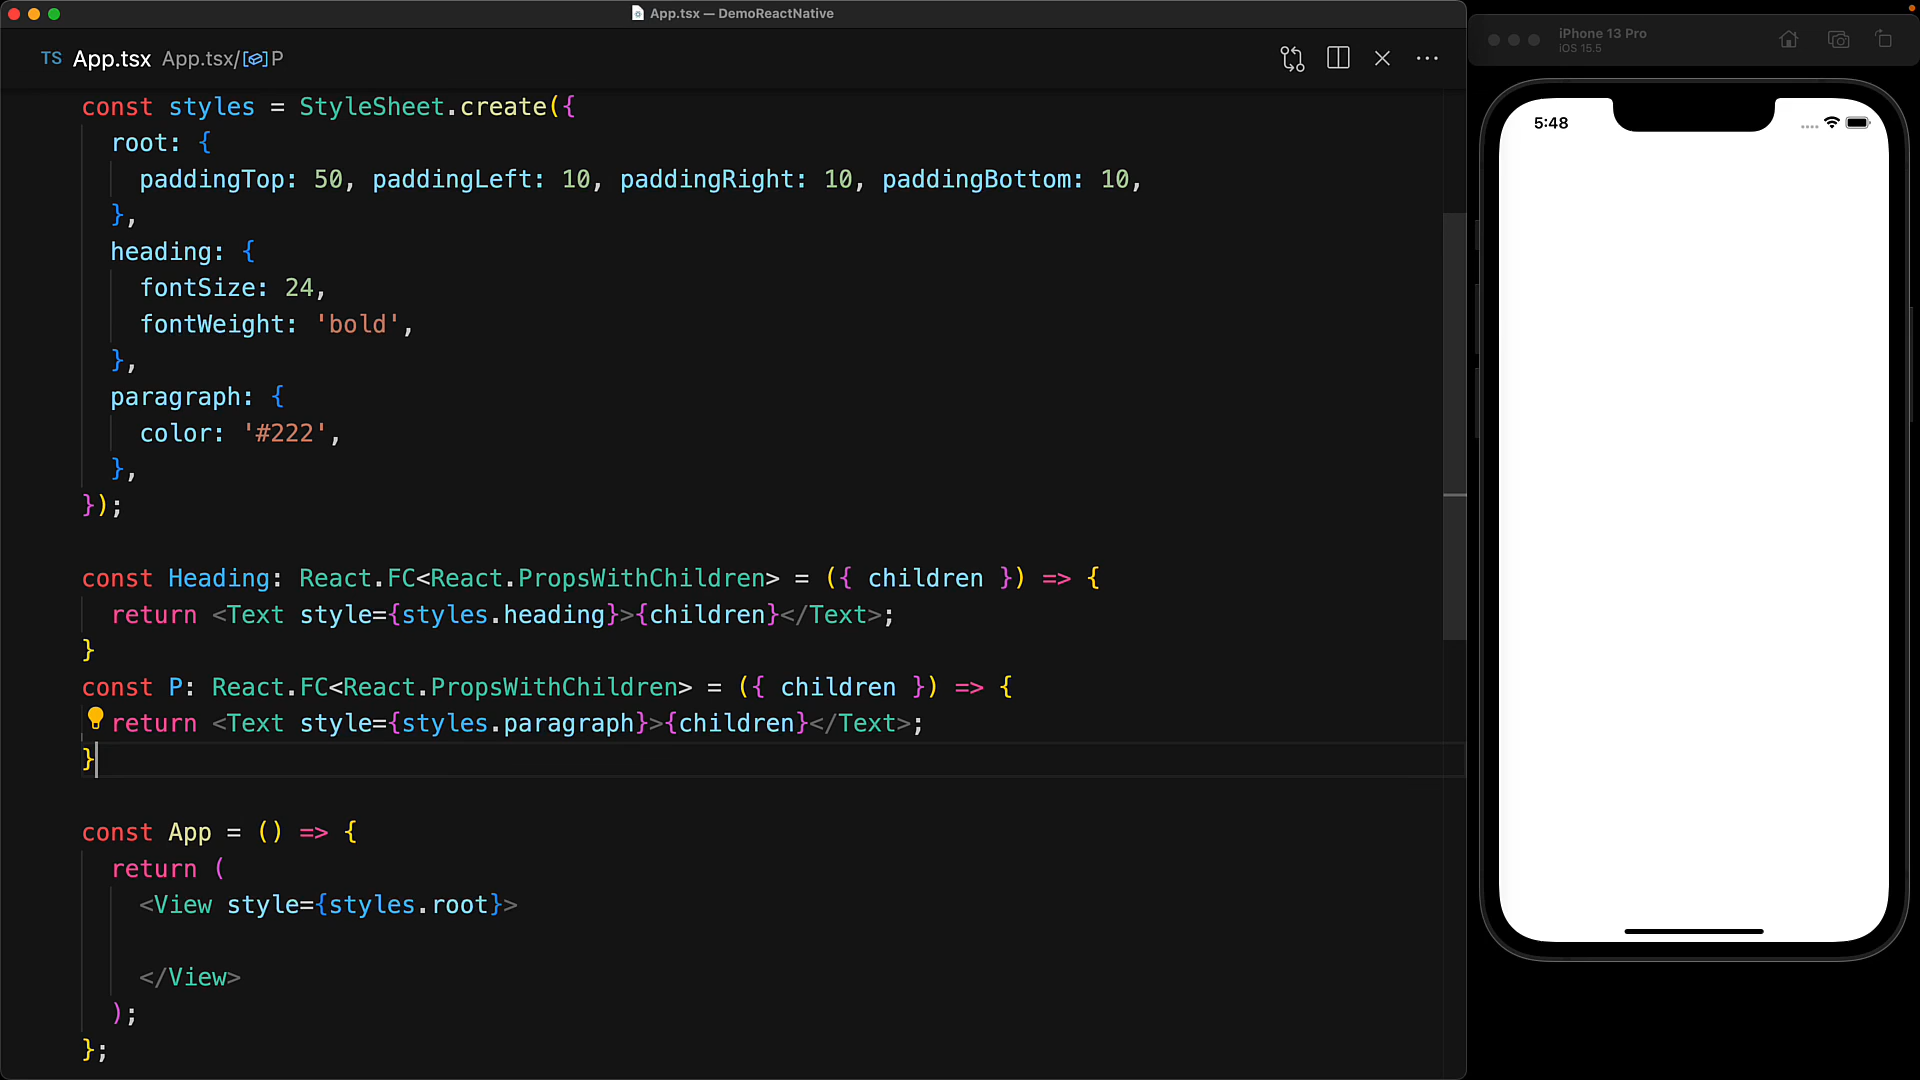 App.tsx — DemoReactNative
TS App.tsx App.tsx/P
const styles = StyleSheet.create({
  root: {
    paddingTop: 50, paddingLeft: 10, paddingRight: 10, paddingBottom: 10,
  },
  heading: {
    fontSize: 24,
    fontWeight: 'bold',
  },
  paragraph: {
    color: '#222',
  },
});
const Heading: React.FC<React.PropsWithChildren> = ({ children }) => {
  return <Text style={styles.heading}>{children}</Text>;
}
const P: React.FC<React.PropsWithChildren> = ({ children }) => {
  return <Text style={styles.paragraph}>{children}</Text>;
}
const App = () => {
  return (
    <View style={styles.root}>
    </View>
  );
};
iPhone 13 Pro
iOS 15.5
5:48